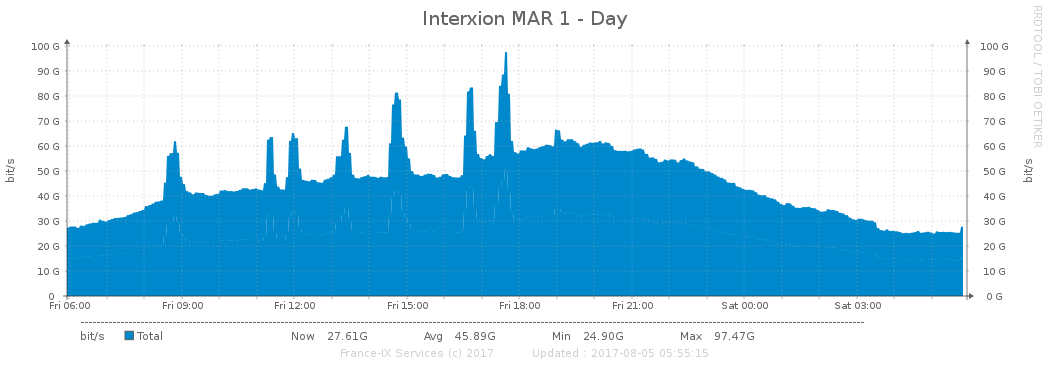 Interxion MAR 1 - Day
RRDTOOL / TOBI OETIKER
bit/s
bit/s
100 G 100 G
90 G 90 G
80 G 80 G
70 G 70 G
60 G 60 G
50 G 50 G
40 G 40 G
30 G 30 G
20 G 20 G
10 G 10 G
0 0 G
Fri 06:00 Fri 09:00 Fri 12:00 Fri 15:00 Fri 18:00 Fri 21:00 Sat 00:00 Sat 03:00
bit/s Total Now 27.61G Avg 45.89G Min 24.90G Max 97.47G
France-IX Services (c) 2017 Updated : 2017-08-05 05:55:15